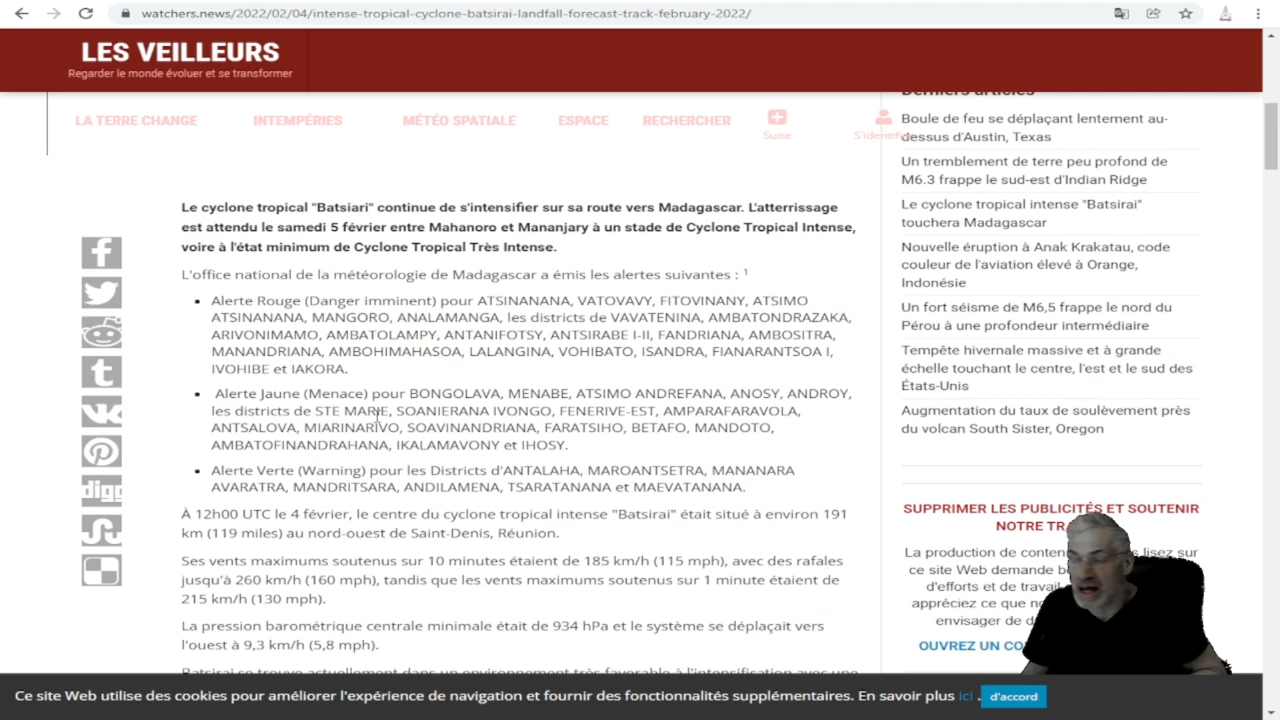 watchers.news/2022/02/04/intense-tropical-cyclone-batsirai-landfall-forecast-track-february-2022/
LES VEILLEURS
Regarder le monde évoluer et se transformer
LA TERRE CHANGE
INTEMPÉRIES
MÉTÉO SPATIALE
ESPACE
RECHERCHER
Suite
S'identifier
Le cyclone tropical "Batsiari" continue de s'intensifier sur sa route vers Madagascar. L'atterrissage
est attendu le samedi 5 février entre Mahanoro et Mananjary à un stade de Cyclone Tropical Intense,
voire à l'état minimum de Cyclone Tropical Très Intense.
L'office national de la météorologie de Madagascar a émis les alertes suivantes : 1
Alerte Rouge (Danger imminent) pour ATSINANANA, VATOVAVY, FITOVINANY, ATSIMO
ATSINANANA, MANGORO, ANALAMANGA, les districts de VAVATENINA, AMBATONDRAZAKA,
ARIVONIMAMO, AMBATOLAMPY, ANTANIFOTSY, ANTSIRABE I-II, FANDRIANA, AMBOSITRA,
MANANDRIANA, AMBOHIMAHASOA, LALANGINA, VOHIBATO, ISANDRA, FIANARANTSOA I,
IVOHIBE et IAKORA.
Alerte Jaune (Menace) pour BONGOLAVA, MENABE, ATSIMO ANDREFANA, ANOSY, ANDROY,
les districts de STE MARIE, SOANIERANA IVONGO, FENERIVE-EST, AMPARAFARAVOLA,
ANTSALOVA, MIARINARIVO, SOAVINANDRIANA, FARATSIHO, BETAFO, MANDOTO,
AMBATOFINANDRAHANA, IKALAMAVONY et IHOSY.
Alerte Verte (Warning) pour les Districts d'ANTALAHA, MAROANTSETRA, MANANARA
AVARATRA, MANDRITSARA, ANDILAMENA, TSARATANANA et MAEVATANANA.
À 12h00 UTC le 4 février, le centre du cyclone tropical intense "Batsirai" était situé à environ 191
km (119 miles) au nord-ouest de Saint-Denis, Réunion.
Ses vents maximums soutenus sur 10 minutes étaient de 185 km/h (115 mph), avec des rafales
jusqu'à 260 km/h (160 mph), tandis que les vents maximums soutenus sur 1 minute étaient de
215 km/h (130 mph).
La pression barométrique centrale minimale était de 934 hPa et le système se déplaçait vers
l'ouest à 9,3 km/h (5,8 mph).
Batsirai se trouve actuellement dans un environnement très favorable à l'intensification avec une
Derniers articles
Boule de feu se déplaçant lentement au-
dessus d'Austin, Texas
Un tremblement de terre peu profond de
M6.3 frappe le sud-est d'Indian Ridge
Le cyclone tropical intense "Batsirai"
touchera Madagascar
Nouvelle éruption à Anak Krakatau, code
couleur de l'aviation élevé à Orange,
Indonésie
Un fort séisme de M6,5 frappe le nord du
Pérou à une profondeur intermédiaire
Tempête hivernale massive et à grande
échelle touchant le centre, l'est et le sud des
États-Unis
Augmentation du taux de soulèvement près
du volcan South Sister, Oregon
SUPPRIMER LES PUBLICITÉS ET SOUTENIR
NOTRE
La production de lisez sur
ce site Web demande
d'efforts et de travail
appréciez ce que
envisager de
OUVREZ UN
digg
Ce site Web utilise des cookies pour améliorer l'expérience de navigation et fournir des fonctionnalités supplémentaires. En savoir plus ici .
d'accord